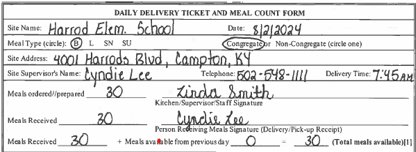 DAILY DELIVERY TICKET AND MEAL COUNT FORM
Site Name: Harrod Elem. School Date: 8/2/2024
Meal Type (circle): B L SN SU Congregate or Non-Congregate (circle one)
Site Address: 4001 Harrods Blvd, Campton, KY
Site Supervisor's Name: Cyndie Lee Telephone: 502-548-1111 Delivery Time: 7:45AM
Meals ordered/prepared 30 Linda Smith
Kitchen/Supervisor/Staff Signature
Meals Received 30 Cyndie Lee
Person Receiving Meals Signature (Delivery/Pick-up Receipt)
Meals Received 30 + Meals available from previous day 0 = 30 (Total meals available)[1]